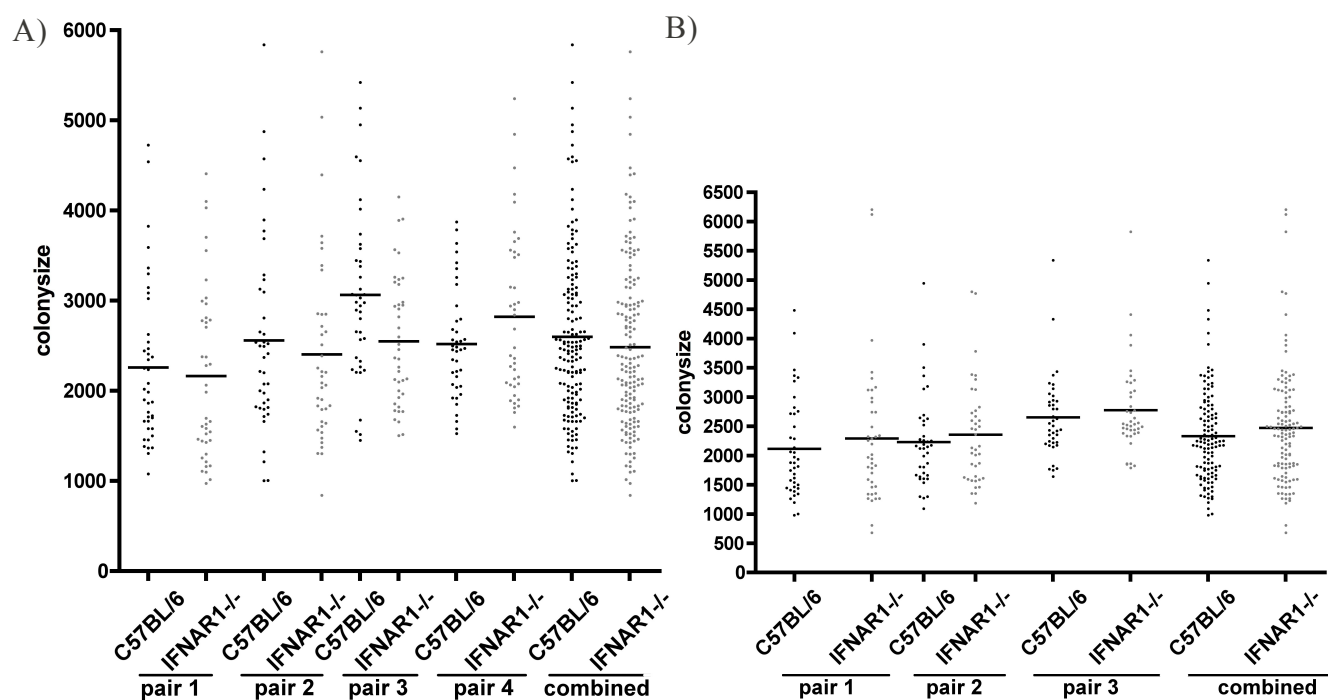 A)
6000
5000
4000
3000
2000
1000
0
colonysize
C57BL/6
IFNAR1-/-
C57BL/6
IFNAR1-/-
C57BL/6
IFNAR1-/-
C57BL/6
IFNAR1-/-
C57BL/6
IFNAR1-/-
pair 1
pair 2
pair 3
pair 4
combined
B)
6500
6000
5500
5000
4500
4000
3500
3000
2500
2000
1500
1000
500
0
colonysize
C57BL/6
IFNAR1-/-
C57BL/6
IFNAR1-/-
C57BL/6
IFNAR1-/-
C57BL/6
IFNAR1-/-
pair 1
pair 2
pair 3
combined